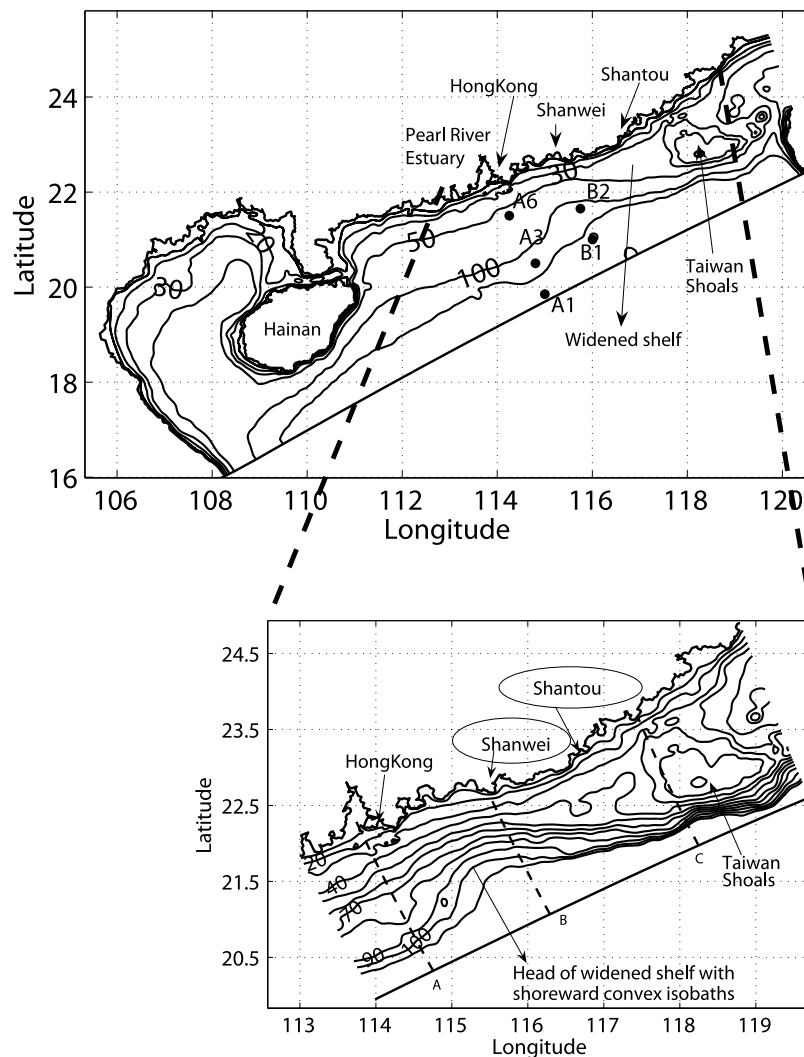 Shantou
HongKong
Shanwei
Pearl River
Estuary
24
22
20
18
16
Latitude
30
A6
B2
50
A3
B1
100
A1
30
Hainan
Taiwan
Shoals
Widened shelf
106
108
110
112
114
116
118
120
Longitude
24.5
23.5
22.5
21.5
20.5
Latitude
Shantou
Shanwei
HongKong
20
40
70
90
100
A
B
C
Taiwan
Shoals
Head of widened shelf with
shoreward convex isobaths
113
114
115
116
117
118
119
Longitude